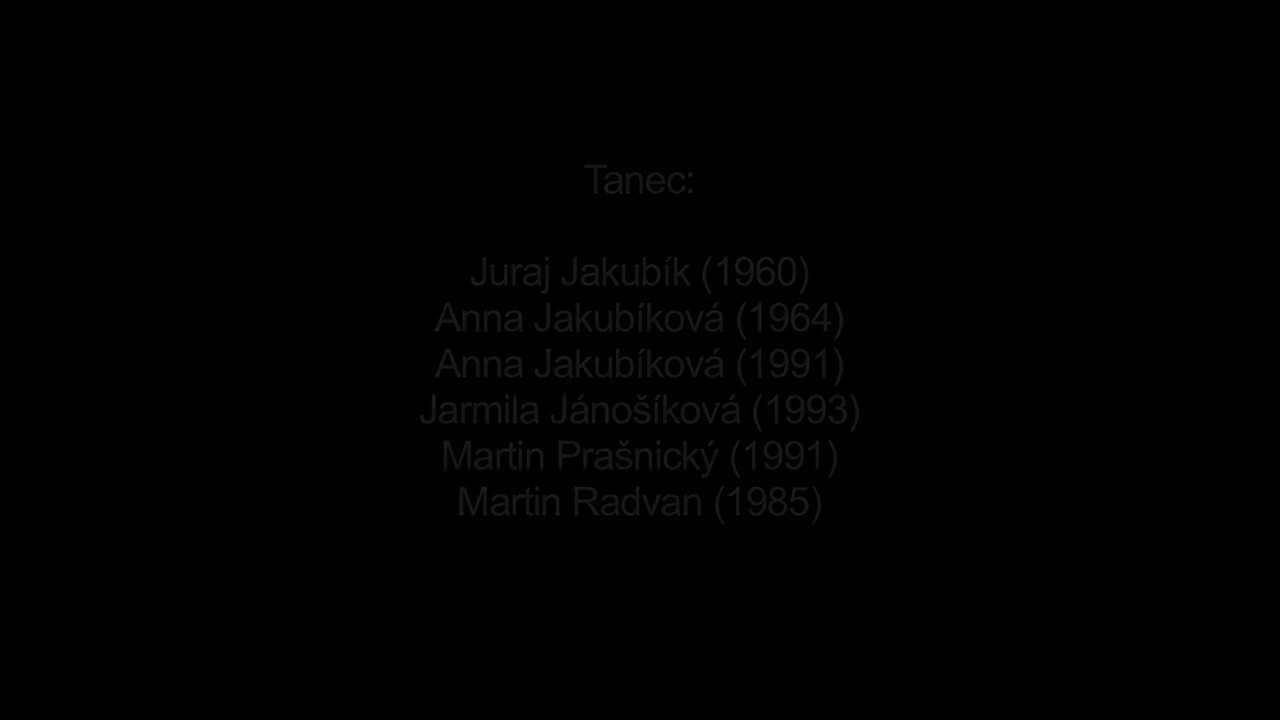 Tanec:
Juraj Jakubík (1960)
Anna Jakubíková (1964)
Anna Jakubíková (1991)
Jarmila Jánošíková (1993)
Martin Prašnický (1991)
Martin Radvan (1985)